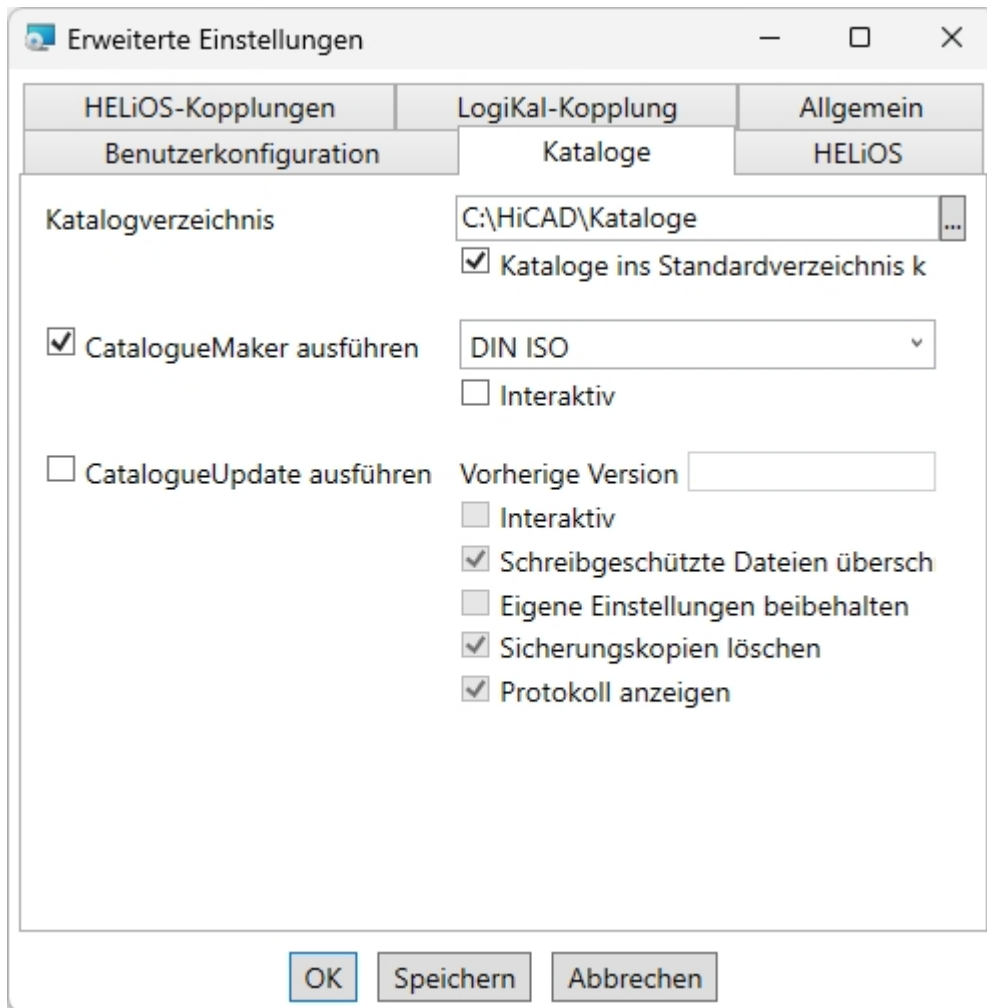 Erweiterte Einstellungen
HELiOS-Kopplungen LogiKal-Kopplung Allgemein
Benutzerkonfiguration Kataloge HELiOS
Katalogverzeichnis C:\HiCAD\Kataloge ...
Kataloge ins Standardverzeichnis k
CatalogueMaker ausführen DIN ISO
Interaktiv
CatalogueUpdate ausführen Vorherige Version
Interaktiv
Schreibgeschützte Dateien übersch
Eigene Einstellungen beibehalten
Sicherungskopien löschen
Protokoll anzeigen
OK Speichern Abbrechen